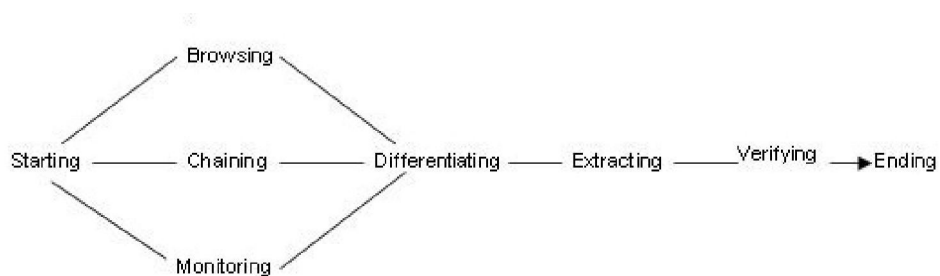 Browsing
Starting Chaining Differentiating Extracting Verifying Ending
Monitoring